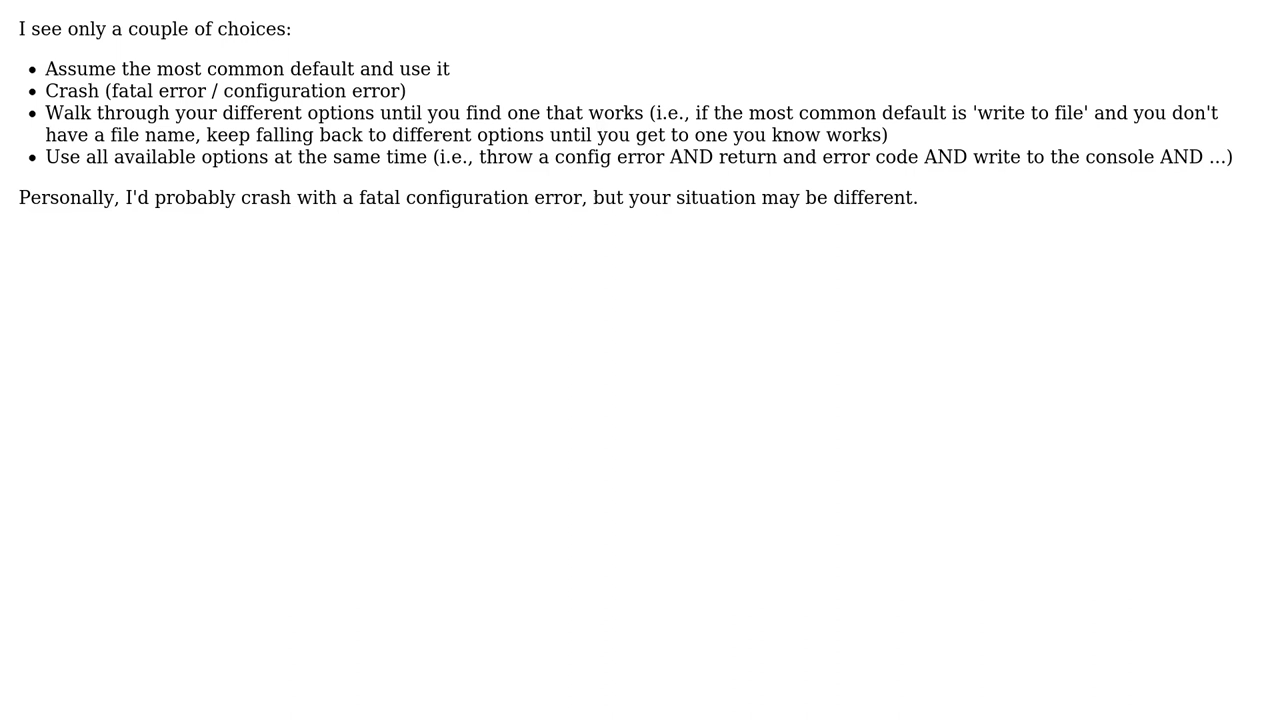 I see only a couple of choices:
• Assume the most common default and use it
• Crash (fatal error / configuration error)
• Walk through your different options until you find one that works (i.e., if the most common default is 'write to file' and you don't
have a file name, keep falling back to different options until you get to one you know works)
• Use all available options at the same time (i.e., throw a config error AND return and error code AND write to the console AND ...)
Personally, I'd probably crash with a fatal configuration error, but your situation may be different.